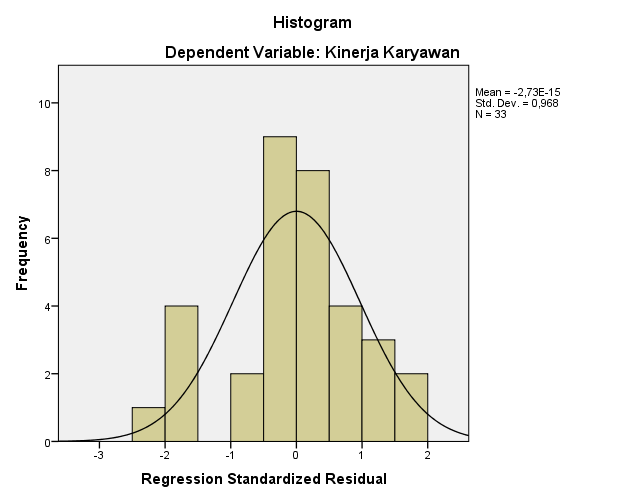 Histogram
Dependent Variable: Kinerja Karyawan
Mean = -2,73E-15
Std. Dev. = 0,968
N = 33
Frequency
10
8
6
4
2
0
-3 -2 -1 0 1 2
Regression Standardized Residual